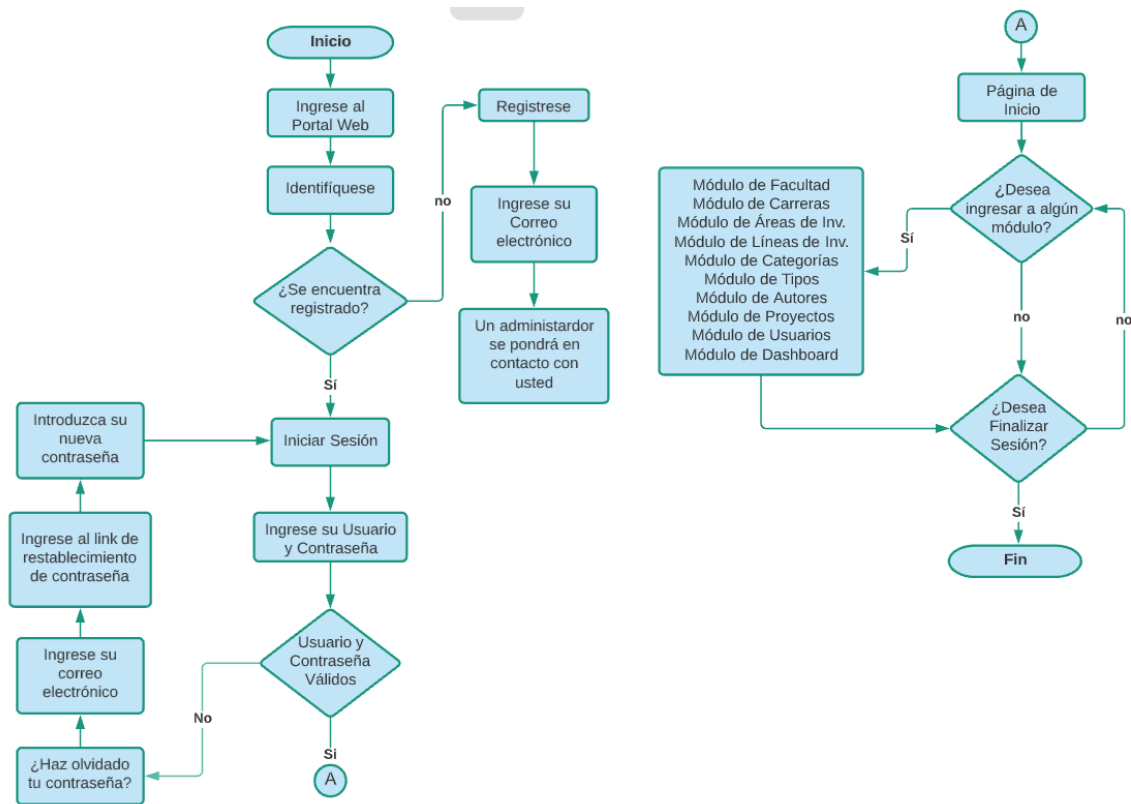 Inicio
Ingrese al
Portal Web
Identifíquese
¿Se encuentra
registrado?
no
Registrese
Ingrese su
Correo
electrónico
Un administardor
se pondrá en
contacto con
usted
Sí
Iniciar Sesión
Ingrese su Usuario
y Contraseña
Usuario y
Contraseña
Válidos
No
¿Haz olvidado
tu contraseña?
Ingrese su
correo
electrónico
Ingrese al link de
restablecimiento
de contraseña
Introduzca su
nueva
contraseña
Si
A
A
Página de
Inicio
¿Desea
ingresar a algún
módulo?
Sí
Módulo de Facultad
Módulo de Carreras
Módulo de Áreas de Inv.
Módulo de Líneas de Inv.
Módulo de Categorías
Módulo de Tipos
Módulo de Autores
Módulo de Proyectos
Módulo de Usuarios
Módulo de Dashboard
no
no
¿Desea
Finalizar
Sesión?
Sí
Fin